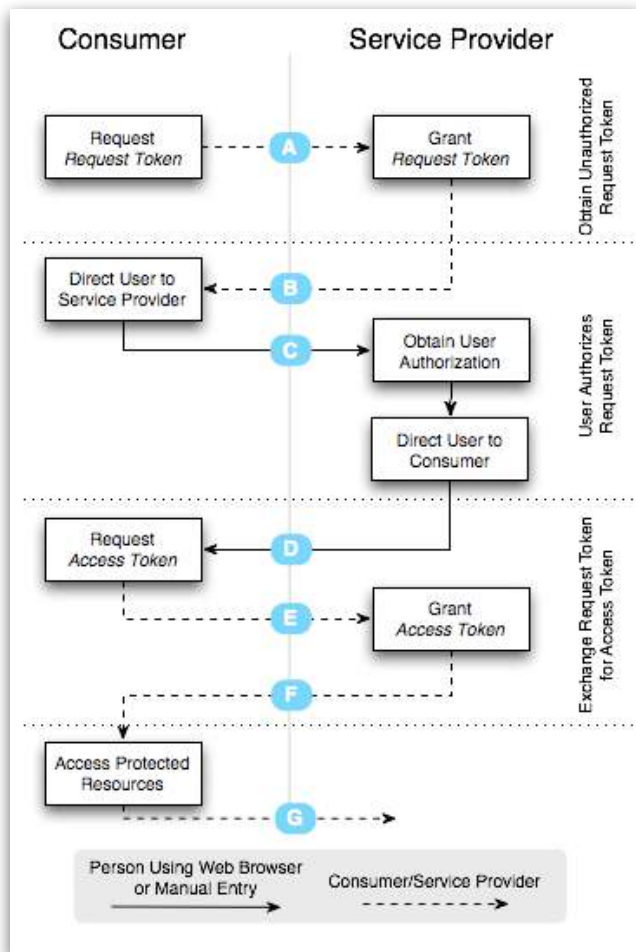 Consumer
Service Provider
Request
Request Token
A
Grant
Request Token
Obtain Unauthorized
Request Token
Direct User to
Service Provider
B
C
Obtain User
Authorization
Direct User to
Consumer
User Authorizes
Request Token
Request
Access Token
D
E
Grant
Access Token
F
Exchange Request Token
for Access Token
Access Protected
Resources
G
Person Using Web Browser
or Manual Entry
Consumer/Service Provider